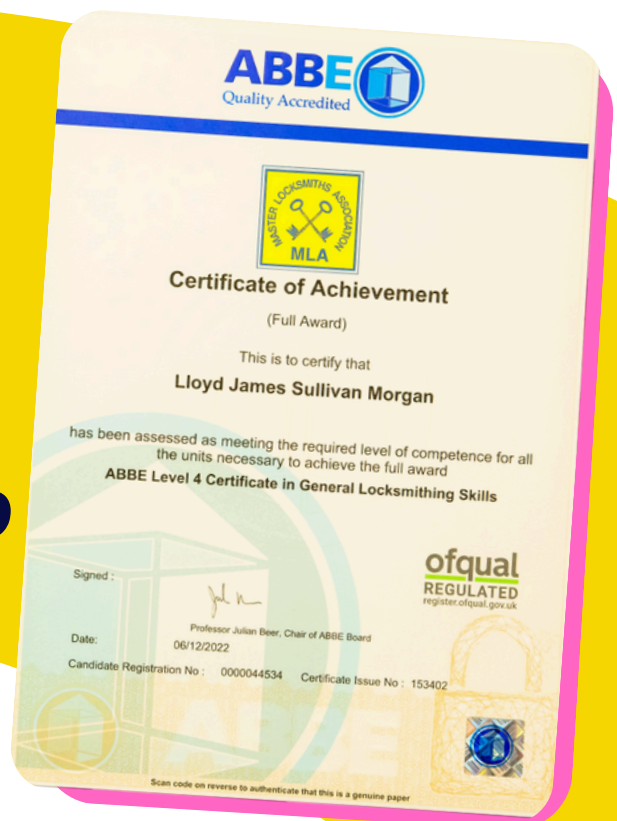 ABBE
Quality Accredited
MASTER LOCKSMITHS ASSOCIATION
MLA
Certificate of Achievement
(Full Award)
This is to certify that
Lloyd James Sullivan Morgan
has been assessed as meeting the required level of competence for all
the units necessary to achieve the full award
ABBE Level 4 Certificate in General Locksmithing Skills
ofqual
REGULATED
register.ofqual.gov.uk
Signed :
Professor Julian Beer, Chair of ABBE Board
Date:
06/12/2022
Candidate Registration No : 0000044534 Certificate Issue No : 153402
ABBE
Scan code on reverse to authenticate that this is a genuine paper